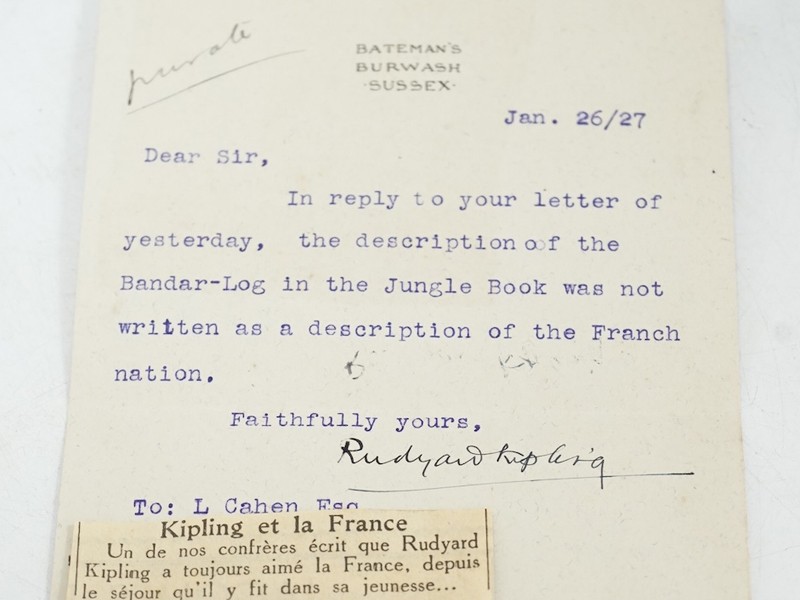 private
BATEMAN'S
BURWASH
·SUSSEX·
Jan. 26/27
Dear Sir,
In reply to your letter of
yesterday, the description of the
Bandar-Log in the Jungle Book was not
written as a description of the Franch
nation.
Faithfully yours,
Rudyard Kipling
To: L Cahen Esq
Kipling et la France
Un de nos confrères écrit que Rudyard
Kipling a toujours aimé la France, depuis
le séjour qu'il y fit dans sa jeunesse...